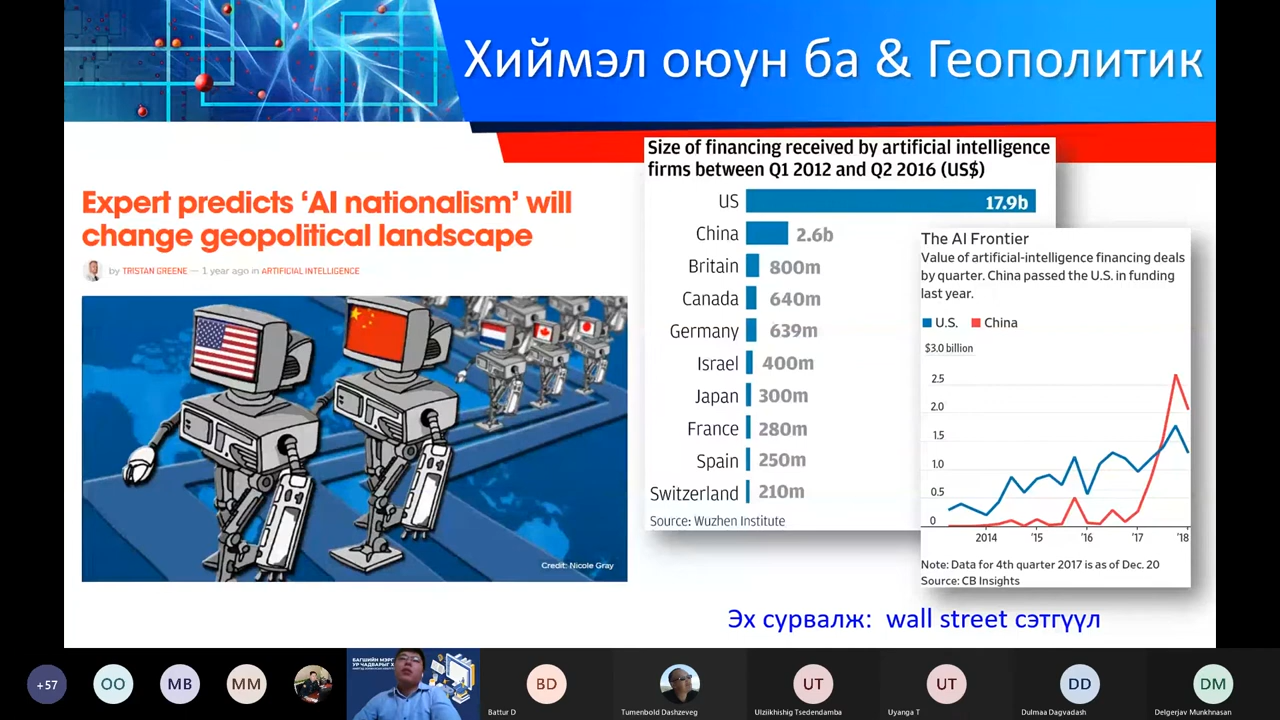 Хиймэл оюун ба & Геополитик
Expert predicts ‘AI nationalism’ will
change geopolitical landscape
by TRISTAN GREENE — 1 year ago in ARTIFICIAL INTELLIGENCE
Credit: Nicole Gray
Size of financing received by artificial intelligence
firms between Q1 2012 and Q2 2016 (US$)
US 17.9b
China 2.6b
Britain 800m
Canada 640m
Germany 639m
Israel 400m
Japan 300m
France 280m
Spain 250m
Switzerland 210m
Source: Wuzhen Institute
The AI Frontier
Value of artificial-intelligence financing deals
by quarter. China passed the U.S. in funding
last year.
U.S. China
$3.0 billion
2.5
2.0
1.5
1.0
0.5
0
2014 ’15 ’16 ’17 ’18
Note: Data for 4th quarter 2017 is as of Dec. 20
Source: CB Insights
Эх сурвалж: wall street сэтгүүл
+57
OO
MB
MM
БАГШИЙН МЭРГ
УР ЧАДВАРЫГ Х
BD
Battur D
Tumenbold Dashzeveg
UT
Ulziikhishig Tsedendamba
UT
Uyanga T
DD
Dulmaa Dagvadash
DM
Delgerjav Munkhnasan